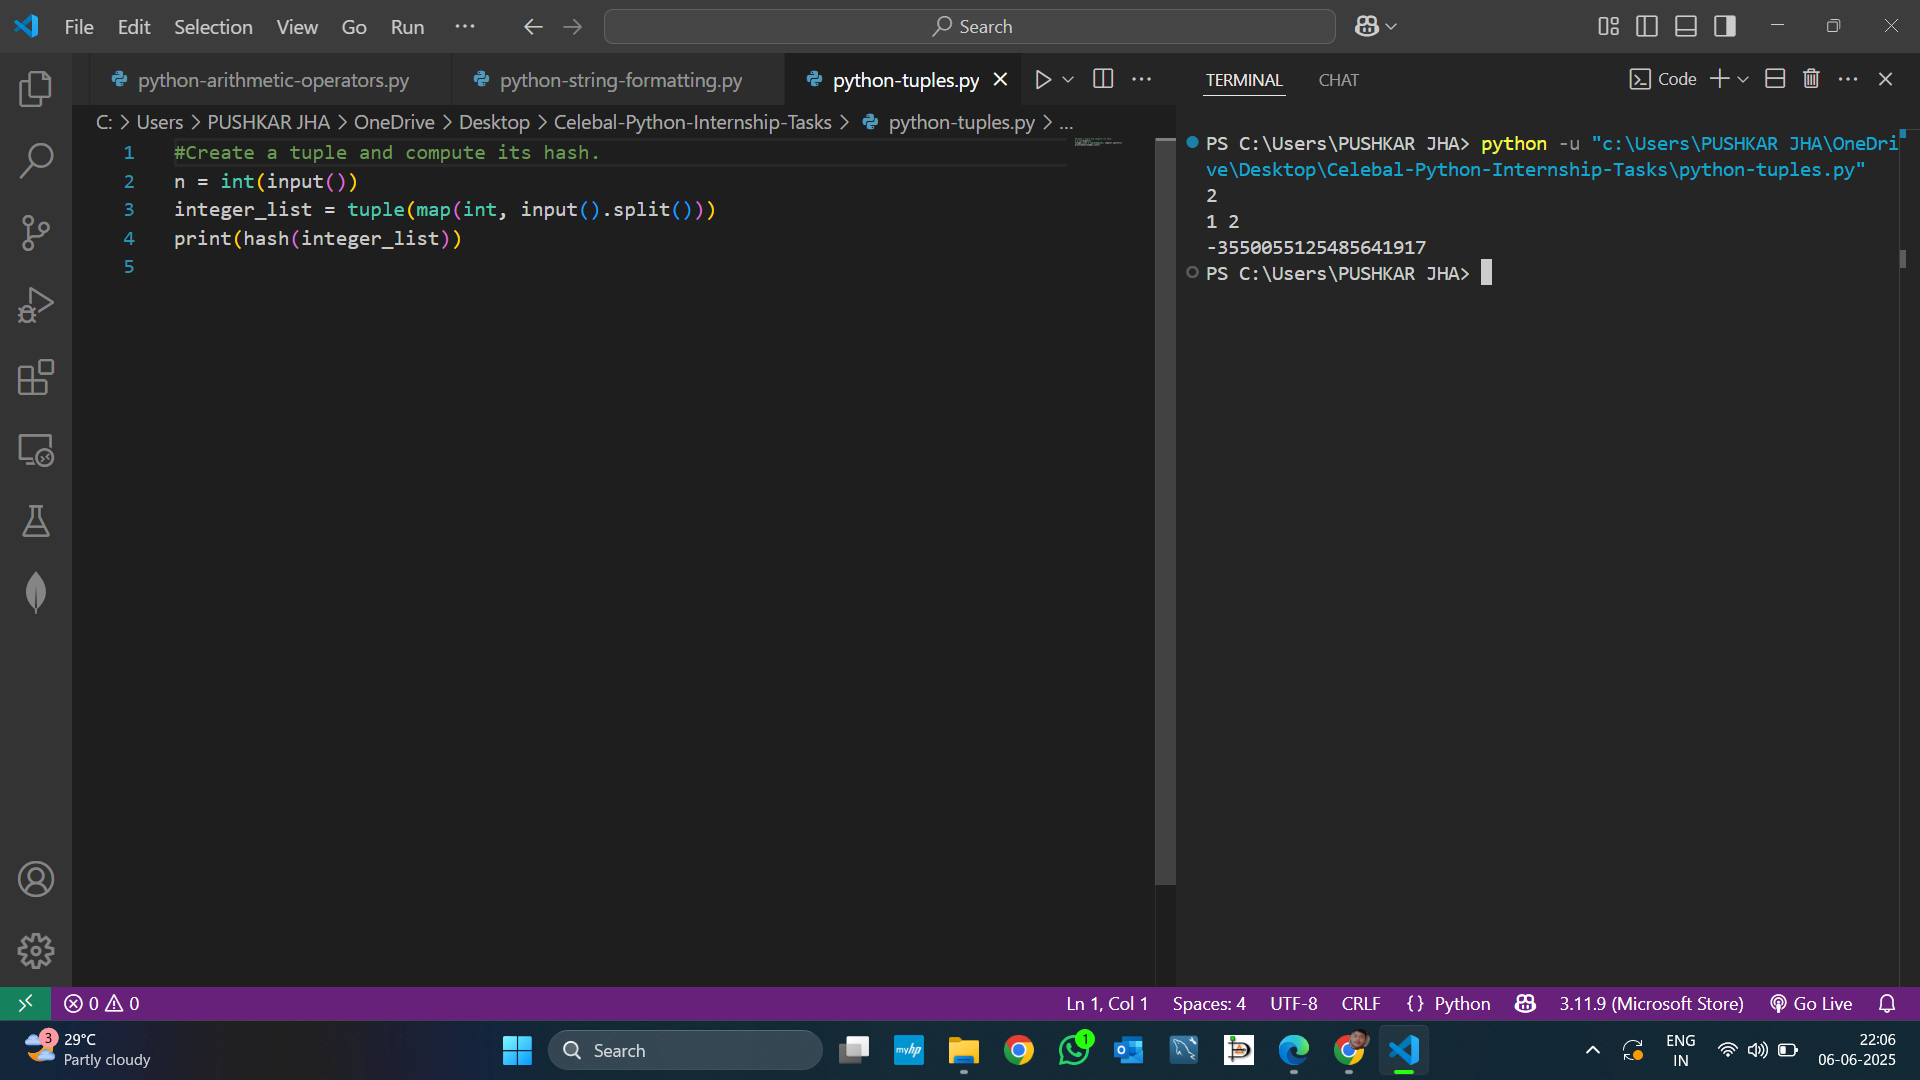 File Edit Selection View Go Run ···
Search
python-arithmetic-operators.py
python-string-formatting.py
python-tuples.py
C: > Users > PUSHKAR JHA > OneDrive > Desktop > Celebal-Python-Internship-Tasks > python-tuples.py > ...
1 #Create a tuple and compute its hash.
2 n = int(input())
3 integer_list = tuple(map(int, input().split()))
4 print(hash(integer_list))
5
TERMINAL CHAT
Code
PS C:\Users\PUSHKAR JHA> python -u "c:\Users\PUSHKAR JHA\OneDri
ve\Desktop\Celebal-Python-Internship-Tasks\python-tuples.py"
2
1 2
-3550055125485641917
PS C:\Users\PUSHKAR JHA>
0 0
Ln 1, Col 1 Spaces: 4 UTF-8 CRLF {} Python 3.11.9 (Microsoft Store) Go Live
3
29°C
Partly cloudy
Search
myhp
1
ENG
IN
22:06
06-06-2025